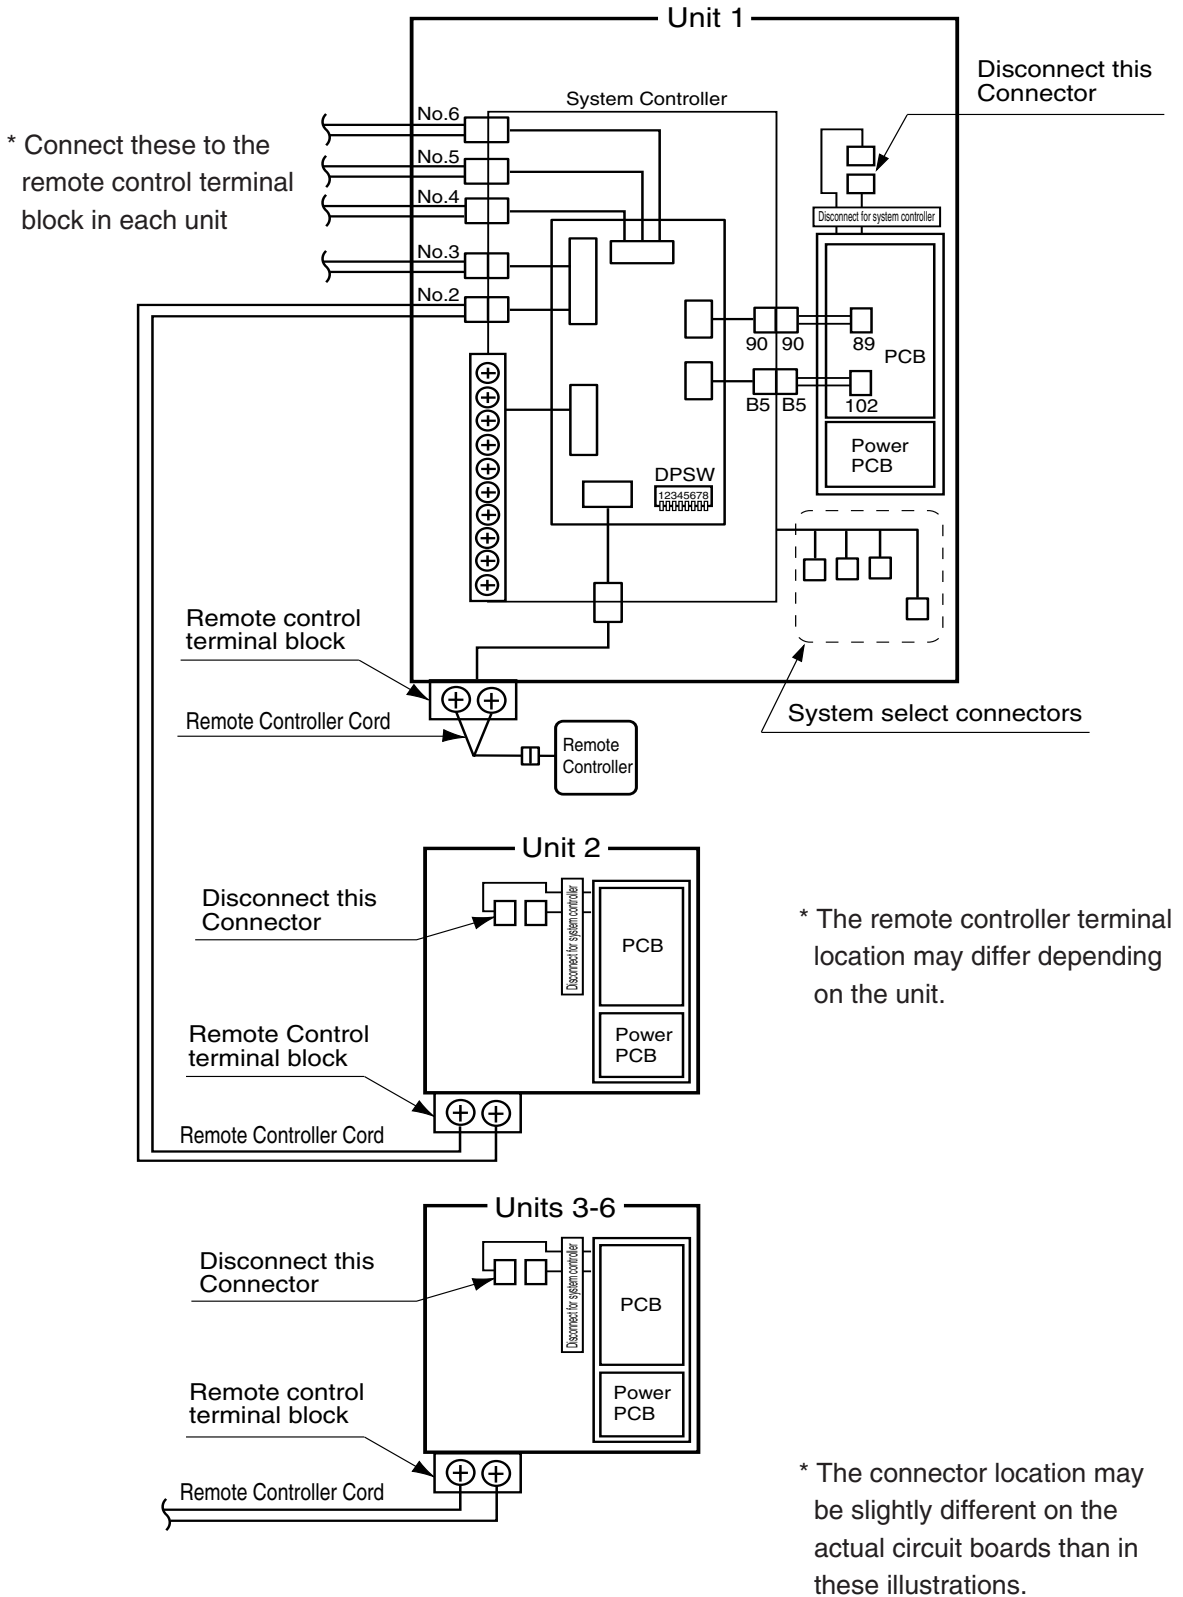 Unit 1
Disconnect this
Connector
System Controller
No.6
* Connect these to the
remote control terminal
block in each unit
No.5
No.4
No.3
No.2
Disconnect for system controller
90 90 89
PCB
B5 B5 102
Power
PCB
DPSW
12345678
Remote control
terminal block
Remote Controller Cord
System select connectors
Remote
Controller
Unit 2
Disconnect this
Connector
Disconnect for system controller
PCB
* The remote controller terminal
location may differ depending
on the unit.
Remote Control
terminal block
Power
PCB
Remote Controller Cord
Units 3-6
Disconnect this
Connector
Disconnect for system controller
PCB
Remote control
terminal block
Power
PCB
Remote Controller Cord
* The connector location may
be slightly different on the
actual circuit boards than in
these illustrations.